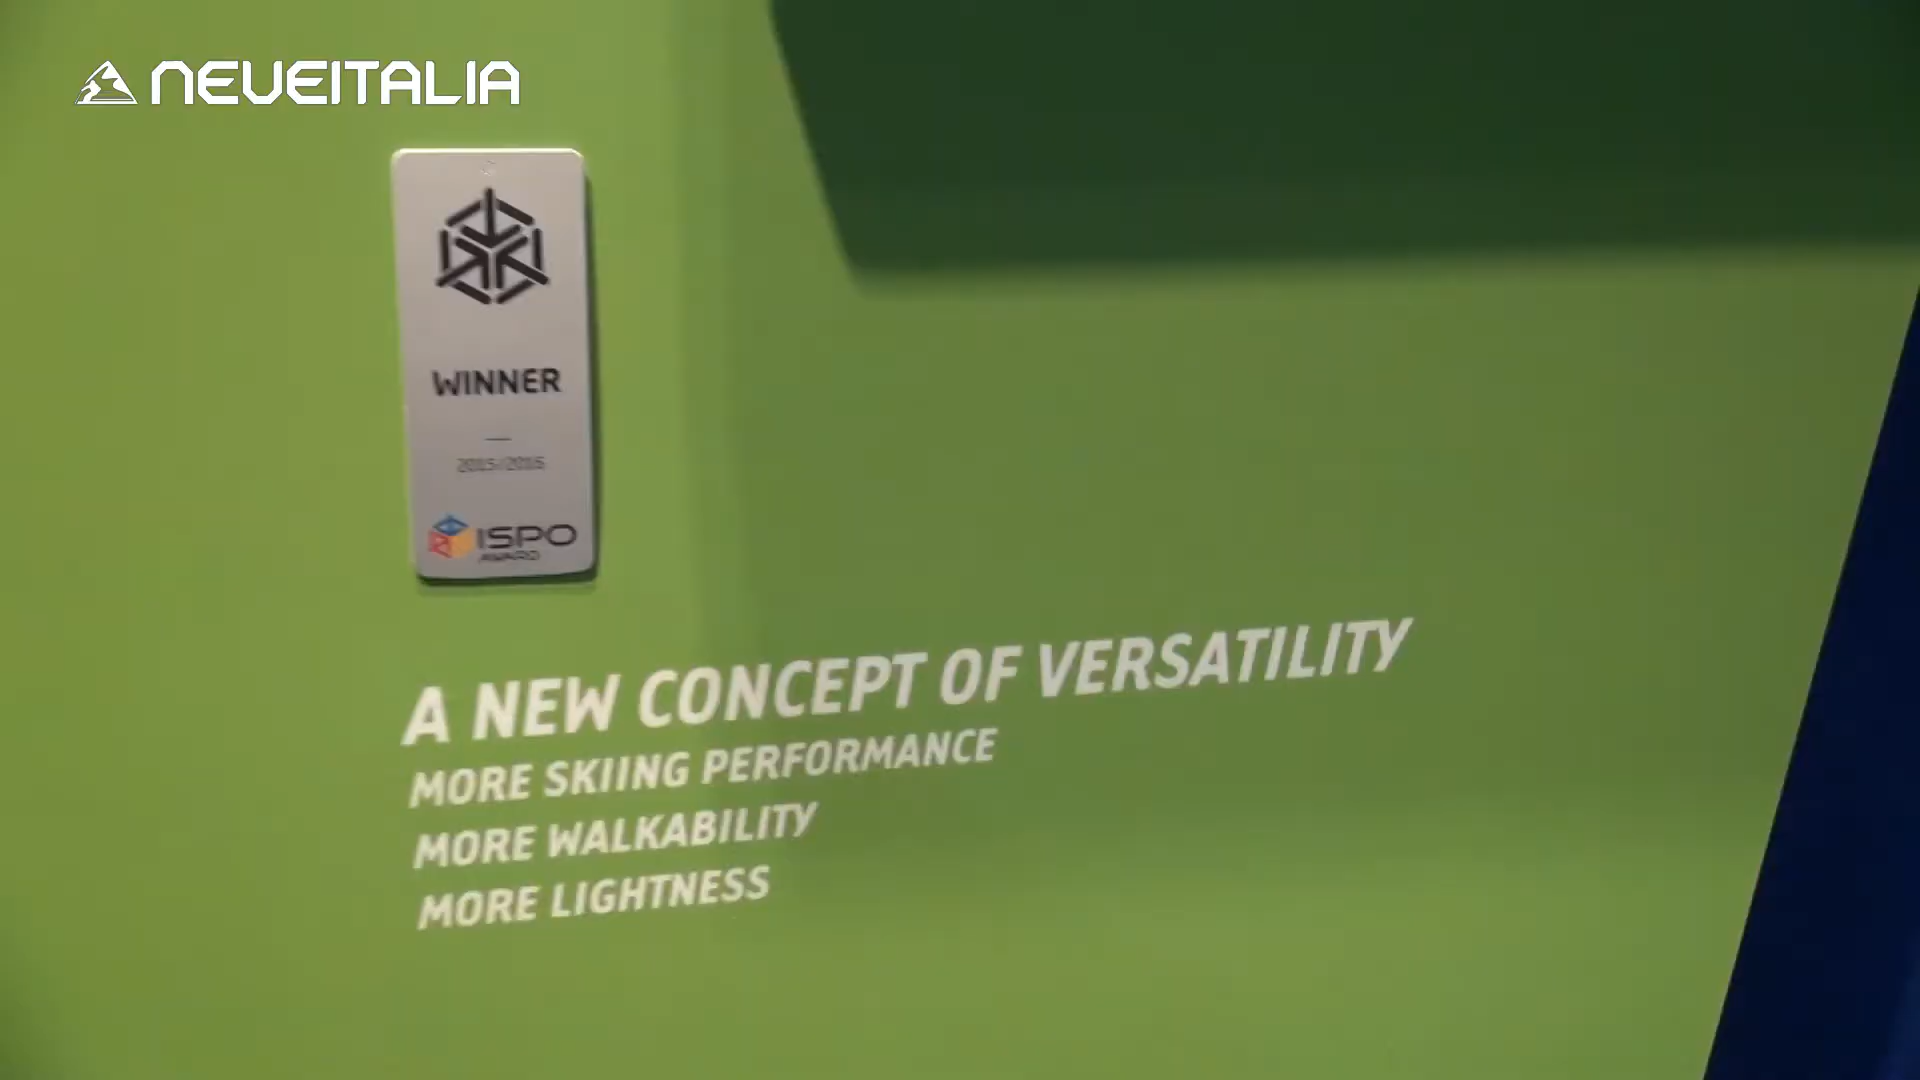 NEVEITALIA
WINNER
2015/2016
ISPO
AWARD
A NEW CONCEPT OF VERSATILITY
MORE SKIING PERFORMANCE
MORE WALKABILITY
MORE LIGHTNESS